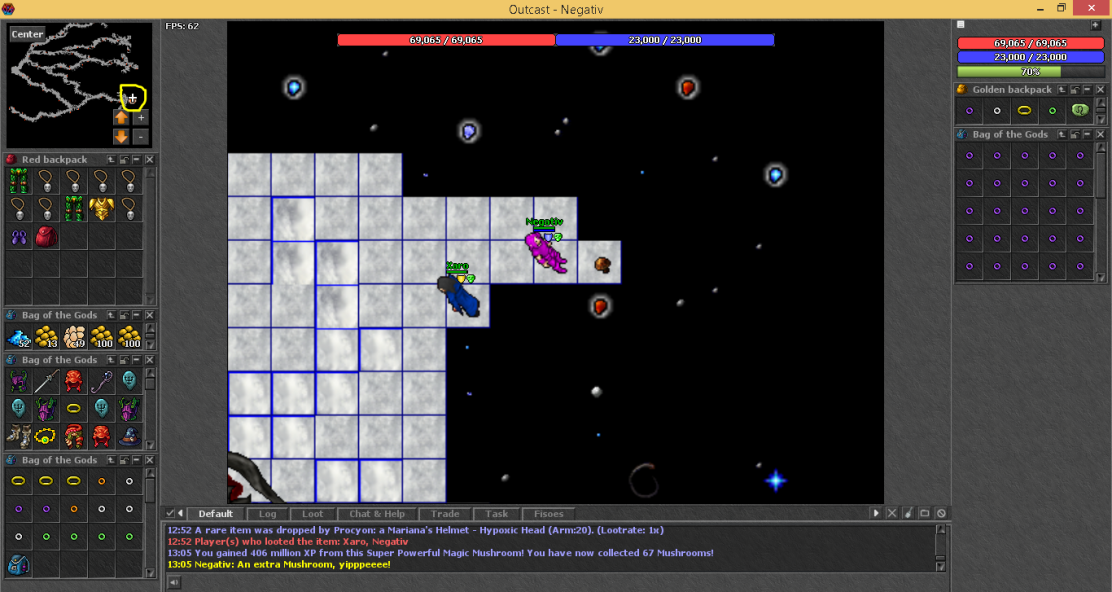 Outcast - Negativ
FPS: 62
Center
69,065 / 69,065
23,000 / 23,000
69,065 / 69,065
23,000 / 23,000
70%
Golden backpack
Bag of the Gods
Red backpack
Bag of the Gods
52
13
49
100
100
Bag of the Gods
Bag of the Gods
Negativ
Xaro
Default
Log
Loot
Chat & Help
Trade
Task
Fisoes
12:52 A rare item was dropped by Procyon: a Mariana's Helmet - Hypoxic Head (Arm:20). (Lootrate: 1x)
12:52 Player(s) who looted the item: Xaro, Negativ
13:05 You gained 406 million XP from this Super Powerful Magic Mushroom! You have now collected 67 Mushrooms!
13:05 Negativ: An extra Mushroom, yipppeeee!